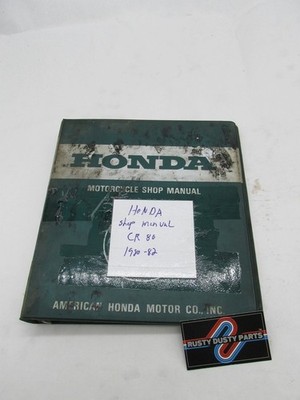 HONDA
MOTORCYCLE SHOP MANUAL
HONDA
shop manual
CR 80
1980-82
AMERICAN HONDA MOTOR CO., INC.
RUSTY DUSTY PARTS